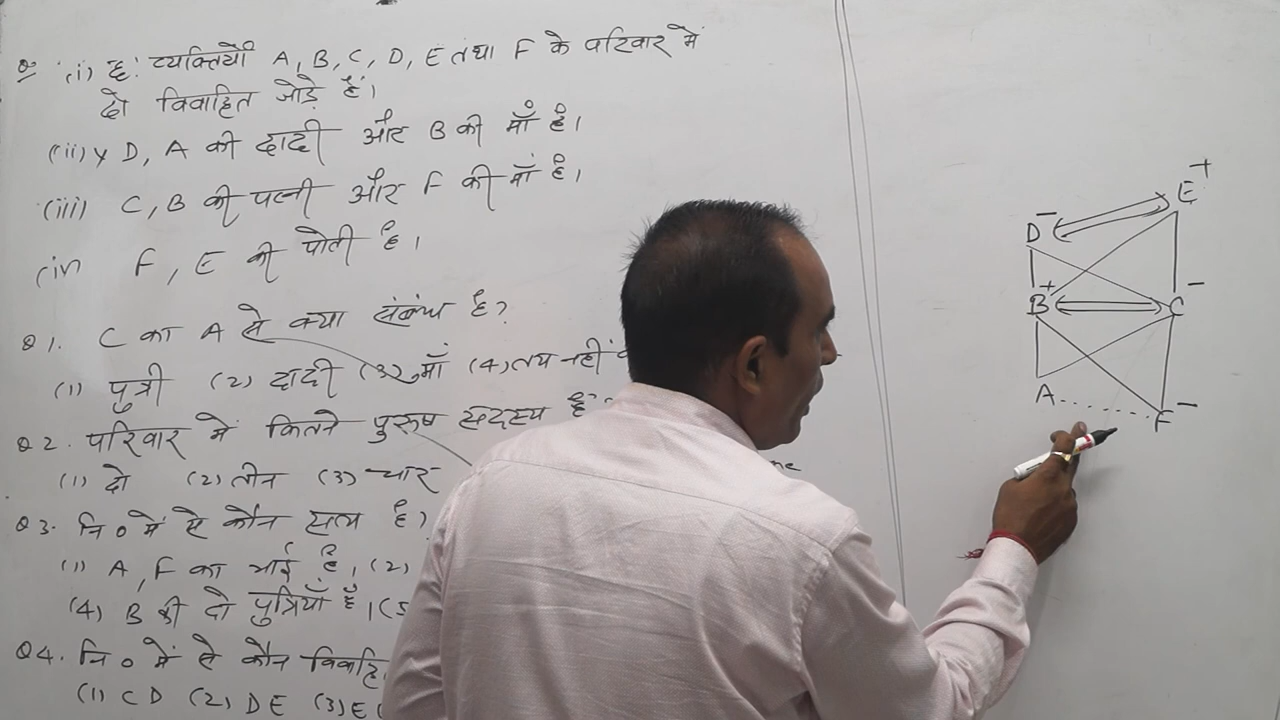 Q (i) छः व्यक्तियों A, B, C, D, E तथा F के परिवार में
दो विवाहित जोड़े हैं।
(ii) D, A की दादी और B की माँ है।
(iii) C, B की पत्नी और F की माँ है।
(iv F, E की पोती है।
Q1. C का A से क्या संबंध है?
(1) पुत्री (2) दादी (3) माँ (4) तय नहीं
Q2. परिवार में कितने पुरूष सदस्य हैं
(1) दो (2) तीन (3) चार
Q3. नि० में से कौन सत्य है?
(1) A, F का भाई है। (2)
(4) B की दो पुत्रियाँ हैं। (5
Q4. नि० में से कौन विवाहि
(1) CD (2) DE (3) E
E +
D -
B + C -
A F -